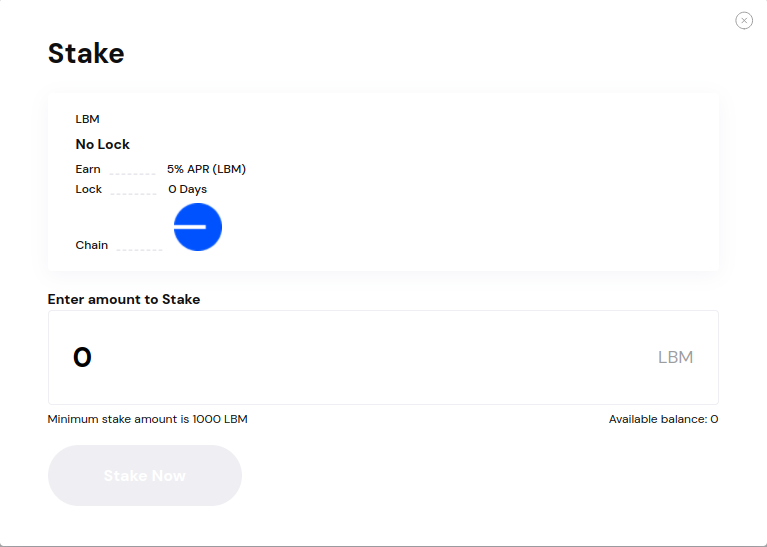 Stake
LBM
No Lock
Earn 5% APR (LBM)
Lock 0 Days
Chain
Enter amount to Stake
0 LBM
Minimum stake amount is 1000 LBM Available balance: 0
Stake Now